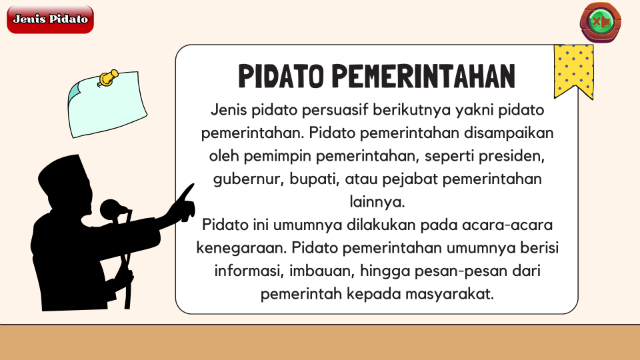 Jenis Pidato
PIDATO PEMERINTAHAN
Jenis pidato persuasif berikutnya yakni pidato
pemerintahan. Pidato pemerintahan disampaikan
oleh pemimpin pemerintahan, seperti presiden,
gubernur, bupati, atau pejabat pemerintahan
lainnya.
Pidato ini umumnya dilakukan pada acara-acara
kenegaraan. Pidato pemerintahan umumnya berisi
informasi, imbauan, hingga pesan-pesan dari
pemerintah kepada masyarakat.